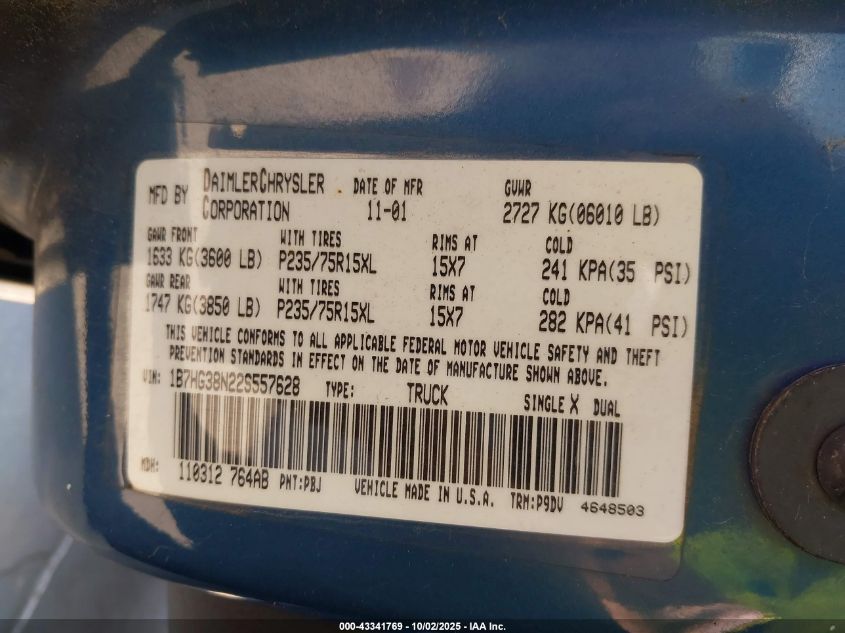 MFD BY DAIMLERCHRYSLER CORPORATION DATE OF MFR 11-01 GVWR 2727 KG(06010 LB)
GAWR FRONT WITH TIRES RIMS AT COLD
1633 KG(3600 LB) P235/75R15XL 15X7 241 KPA(35 PSI)
GAWR REAR WITH TIRES RIMS AT COLD
1747 KG(3850 LB) P235/75R15XL 15X7 282 KPA(41 PSI)
THIS VEHICLE CONFORMS TO ALL APPLICABLE FEDERAL MOTOR VEHICLE SAFETY AND THEFT
PREVENTION STANDARDS IN EFFECT ON THE DATE OF MANUFACTURE SHOWN ABOVE.
VIN: 1B7HG38N22S557628 TYPE: TRUCK SINGLE X DUAL
MDH: 110312 764AB PNT:PBJ VEHICLE MADE IN U.S.A. TRM:P9DV 4648503
000-43341769 - 10/02/2025 - IAA Inc.